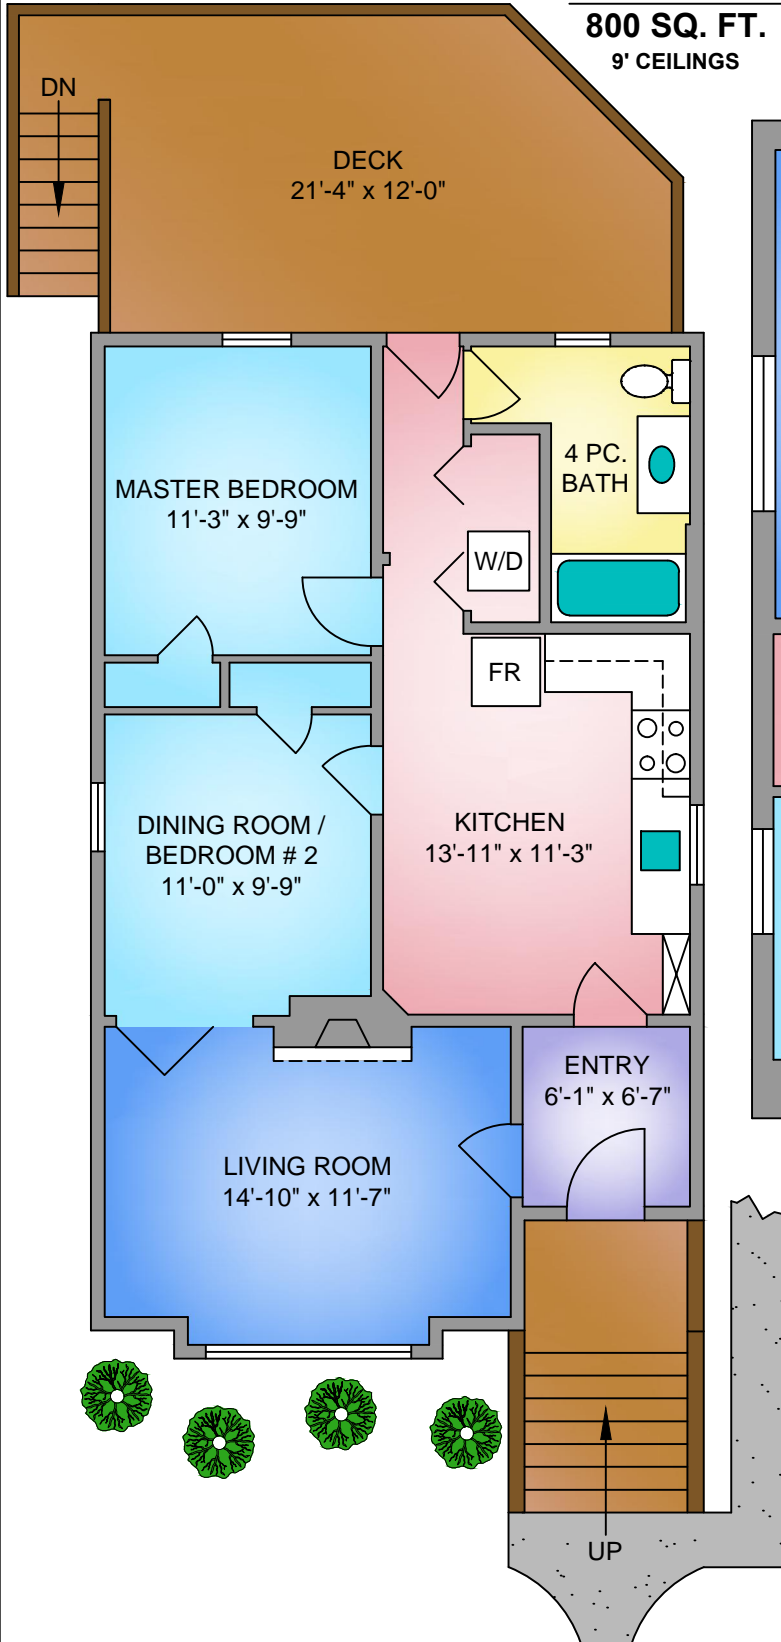 800 SQ. FT.
9' CEILINGS
DN
DECK
21'-4" x 12'-0"
MASTER BEDROOM
11'-3" x 9'-9"
4 PC.
BATH
W/D
FR
DINING ROOM /
BEDROOM # 2
11'-0" x 9'-9"
KITCHEN
13'-11" x 11'-3"
ENTRY
6'-1" x 6'-7"
LIVING ROOM
14'-10" x 11'-7"
UP